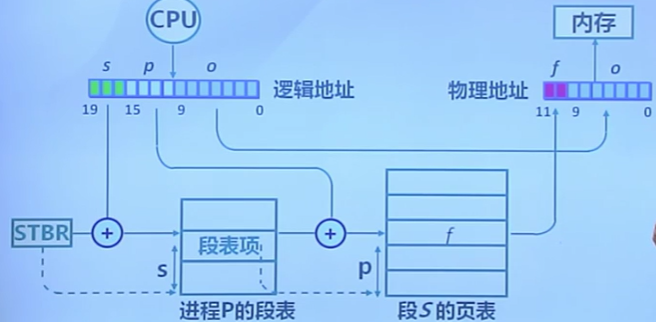 CPU
内存
s p o
f o
逻辑地址
物理地址
19 15 9 0
11 9 0
STBR
+
+
段表项
f
s
p
进程P的段表
段S的页表